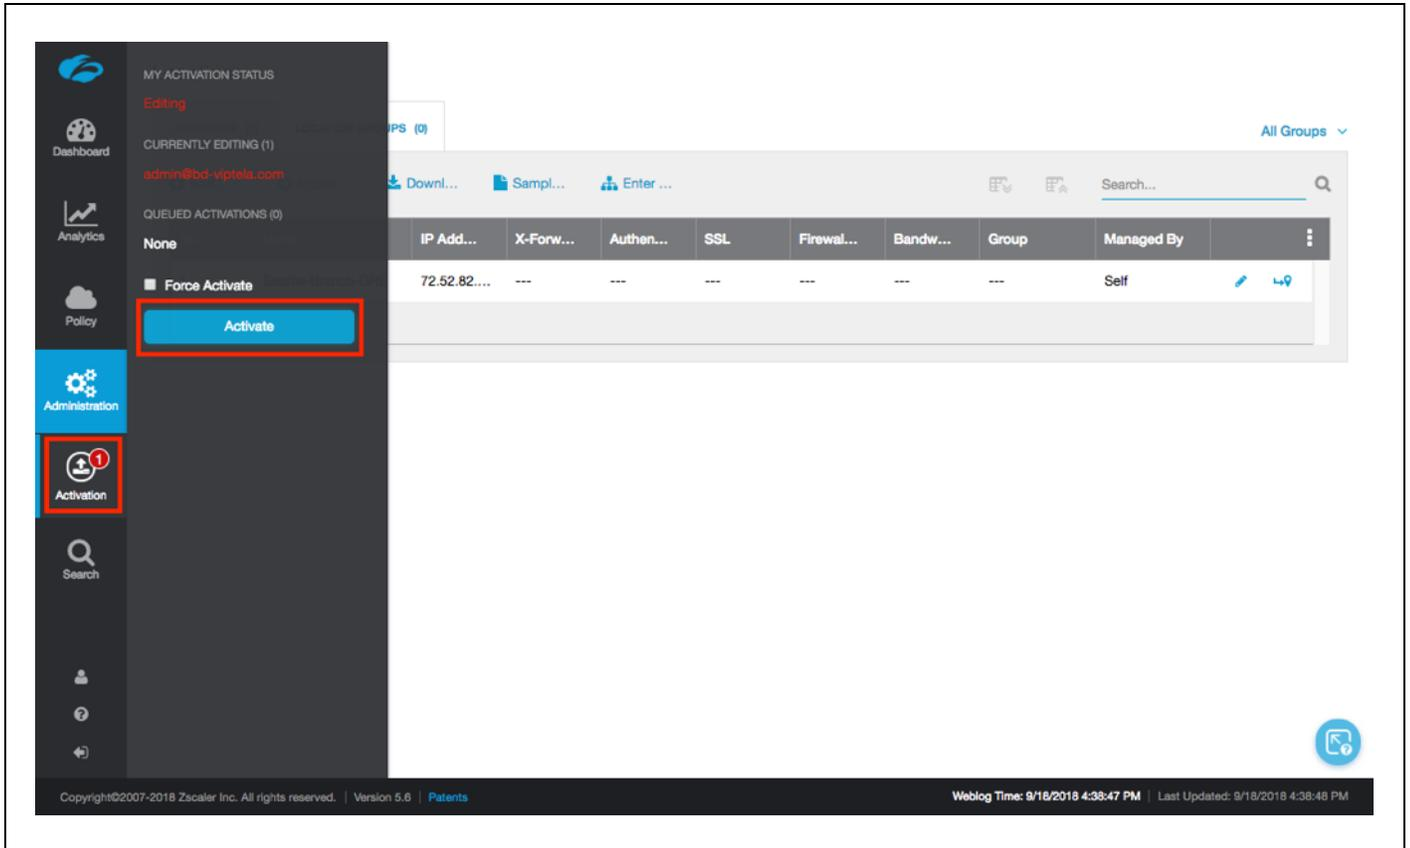 MY ACTIVATION STATUS
Editing
CURRENTLY EDITING (1)
admin@bd-viptela.com
QUEUED ACTIVATIONS (0)
None
Force Activate
Activate
Dashboard
Analytics
Policy
Administration
1
Activation
Search
PS (0)
All Groups
Downl... Sampl... Enter ... Search...
IP Add... X-Forw... Authen... SSL Firewal... Bandw... Group Managed By
72.52.82.... --- --- --- --- --- --- Self
Copyright©2007-2018 Zscaler Inc. All rights reserved. | Version 5.6 | Patents
Weblog Time: 9/18/2018 4:38:47 PM | Last Updated: 9/18/2018 4:38:48 PM